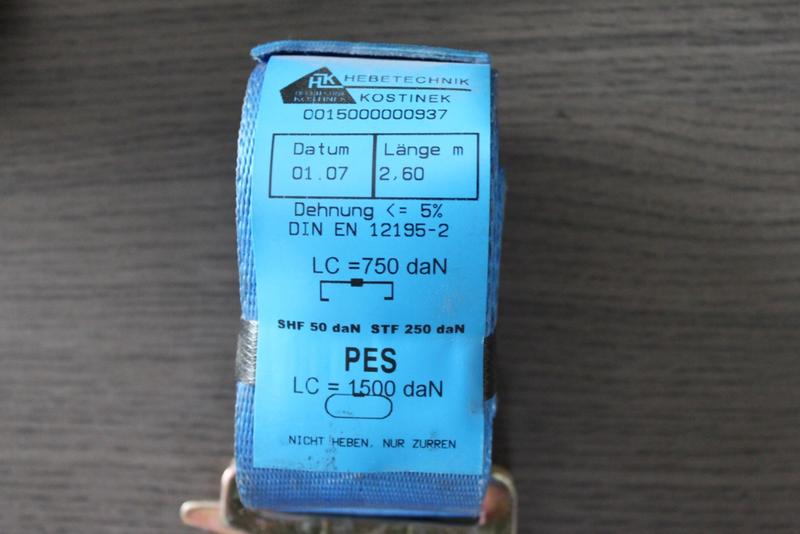 HK HEBETECHNIK
KOSTINEK
KOSTINEK
0015000000937
Datum Länge m
01.07 2,60
Dehnung <= 5%
DIN EN 12195-2
LC =750 daN
SHF 50 daN STF 250 daN
PES
LC = 1500 daN
NICHT HEBEN, NUR ZURREN